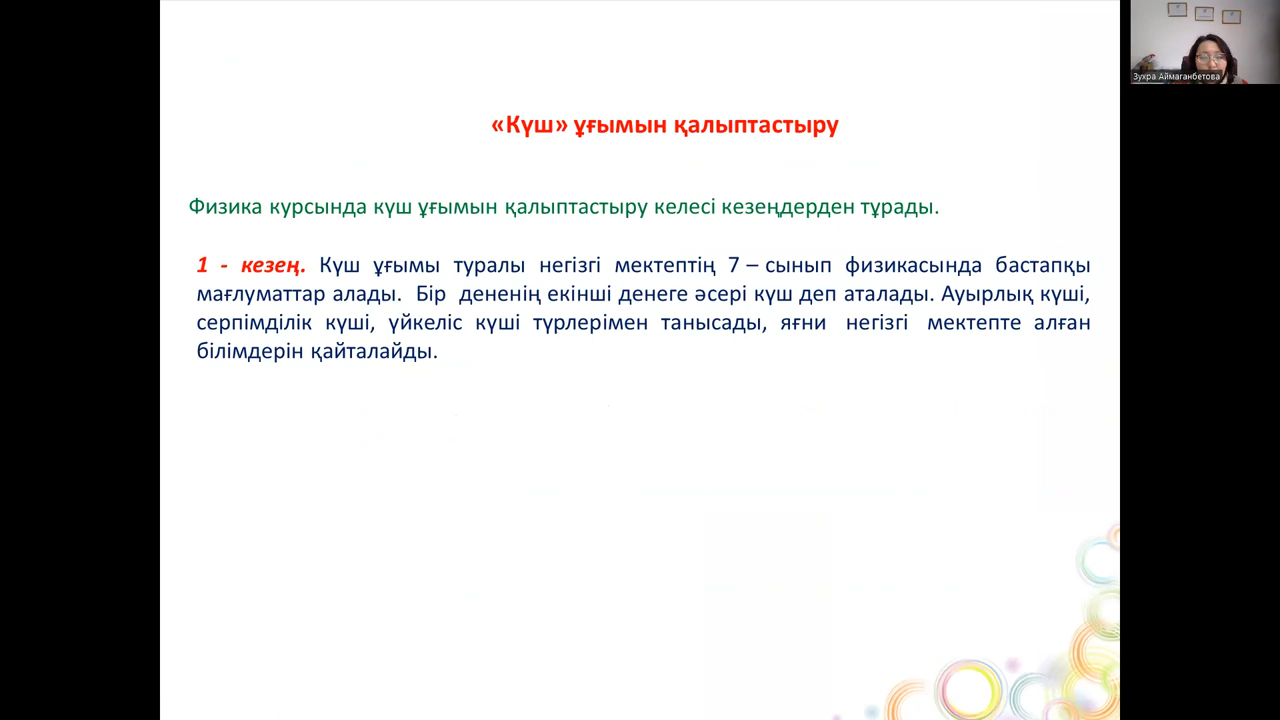 «Күш» ұғымын қалыптастыру
Физика курсында күш ұғымын қалыптастыру келесі кезеңдерден тұрады.
1 - кезең. Күш ұғымы туралы негізгі мектептің 7 – сынып физикасында бастапқы
мағлуматтар алады. Бір дененің екінші денеге әсері күш деп аталады. Ауырлық күші,
серпімділік күші, үйкеліс күші түрлерімен танысады, яғни негізгі мектепте алған
білімдерін қайталайды.
Зухра Аймаганбетова